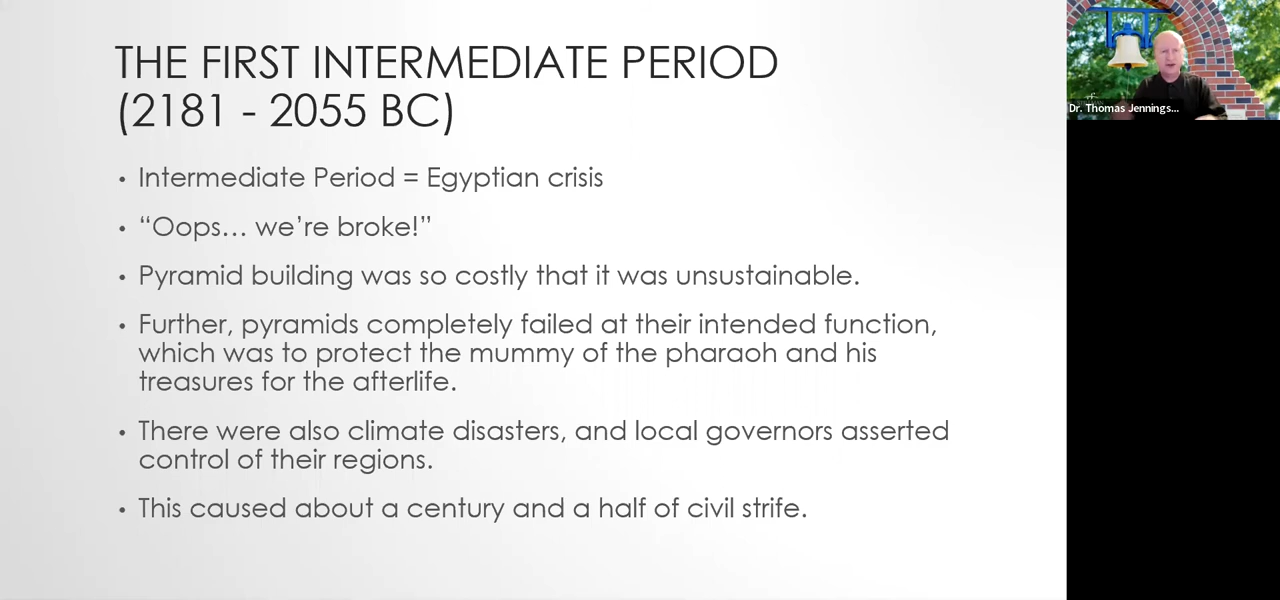 THE FIRST INTERMEDIATE PERIOD
(2181 - 2055 BC)
• Intermediate Period = Egyptian crisis
• “Oops… we’re broke!”
• Pyramid building was so costly that it was unsustainable.
• Further, pyramids completely failed at their intended function,
which was to protect the mummy of the pharaoh and his
treasures for the afterlife.
• There were also climate disasters, and local governors asserted
control of their regions.
• This caused about a century and a half of civil strife.
Dr. Thomas Jennings...